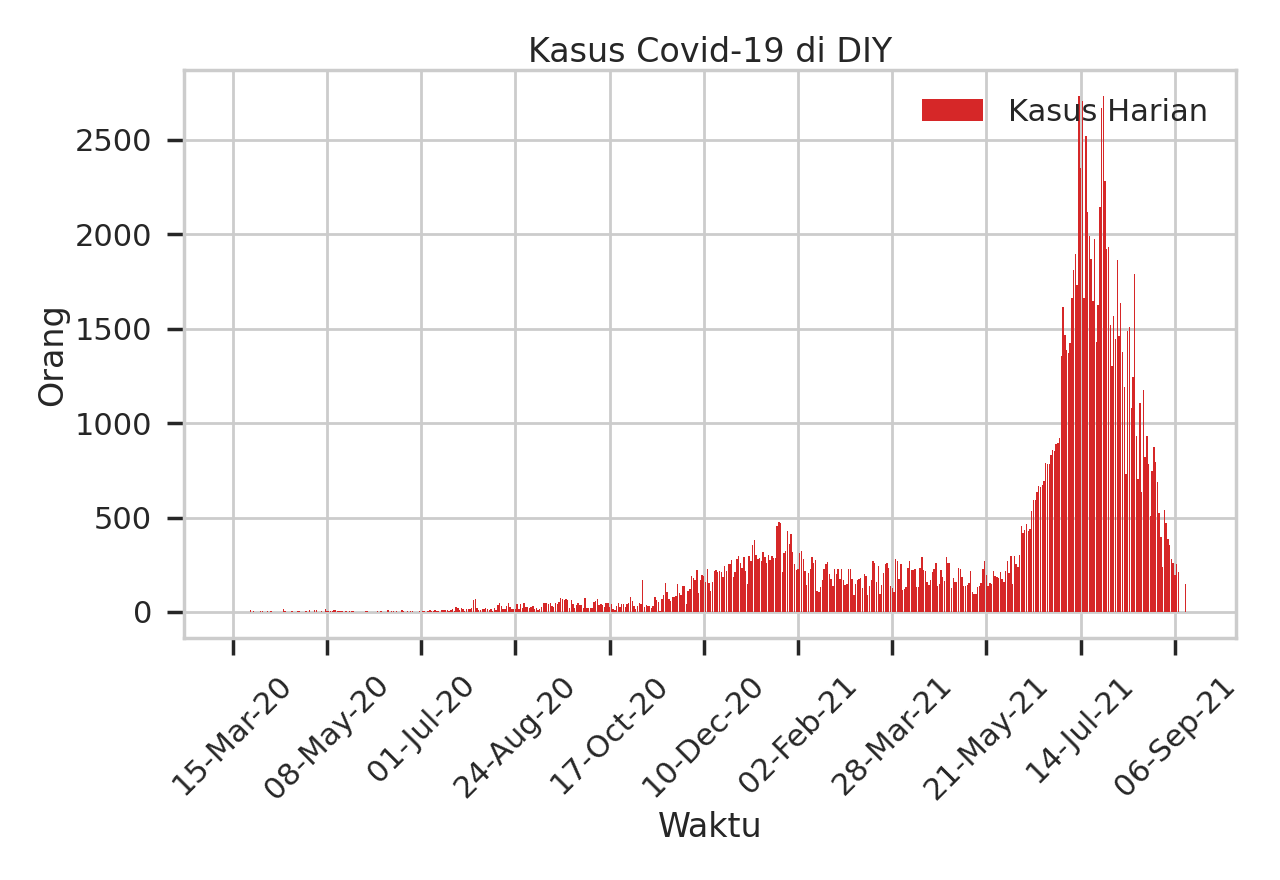 Kasus Covid-19 di DIY
Kasus Harian
Orang
2500
2000
1500
1000
500
0
15-Mar-20
08-May-20
01-Jul-20
24-Aug-20
17-Oct-20
10-Dec-20
02-Feb-21
28-Mar-21
21-May-21
14-Jul-21
06-Sep-21
Waktu